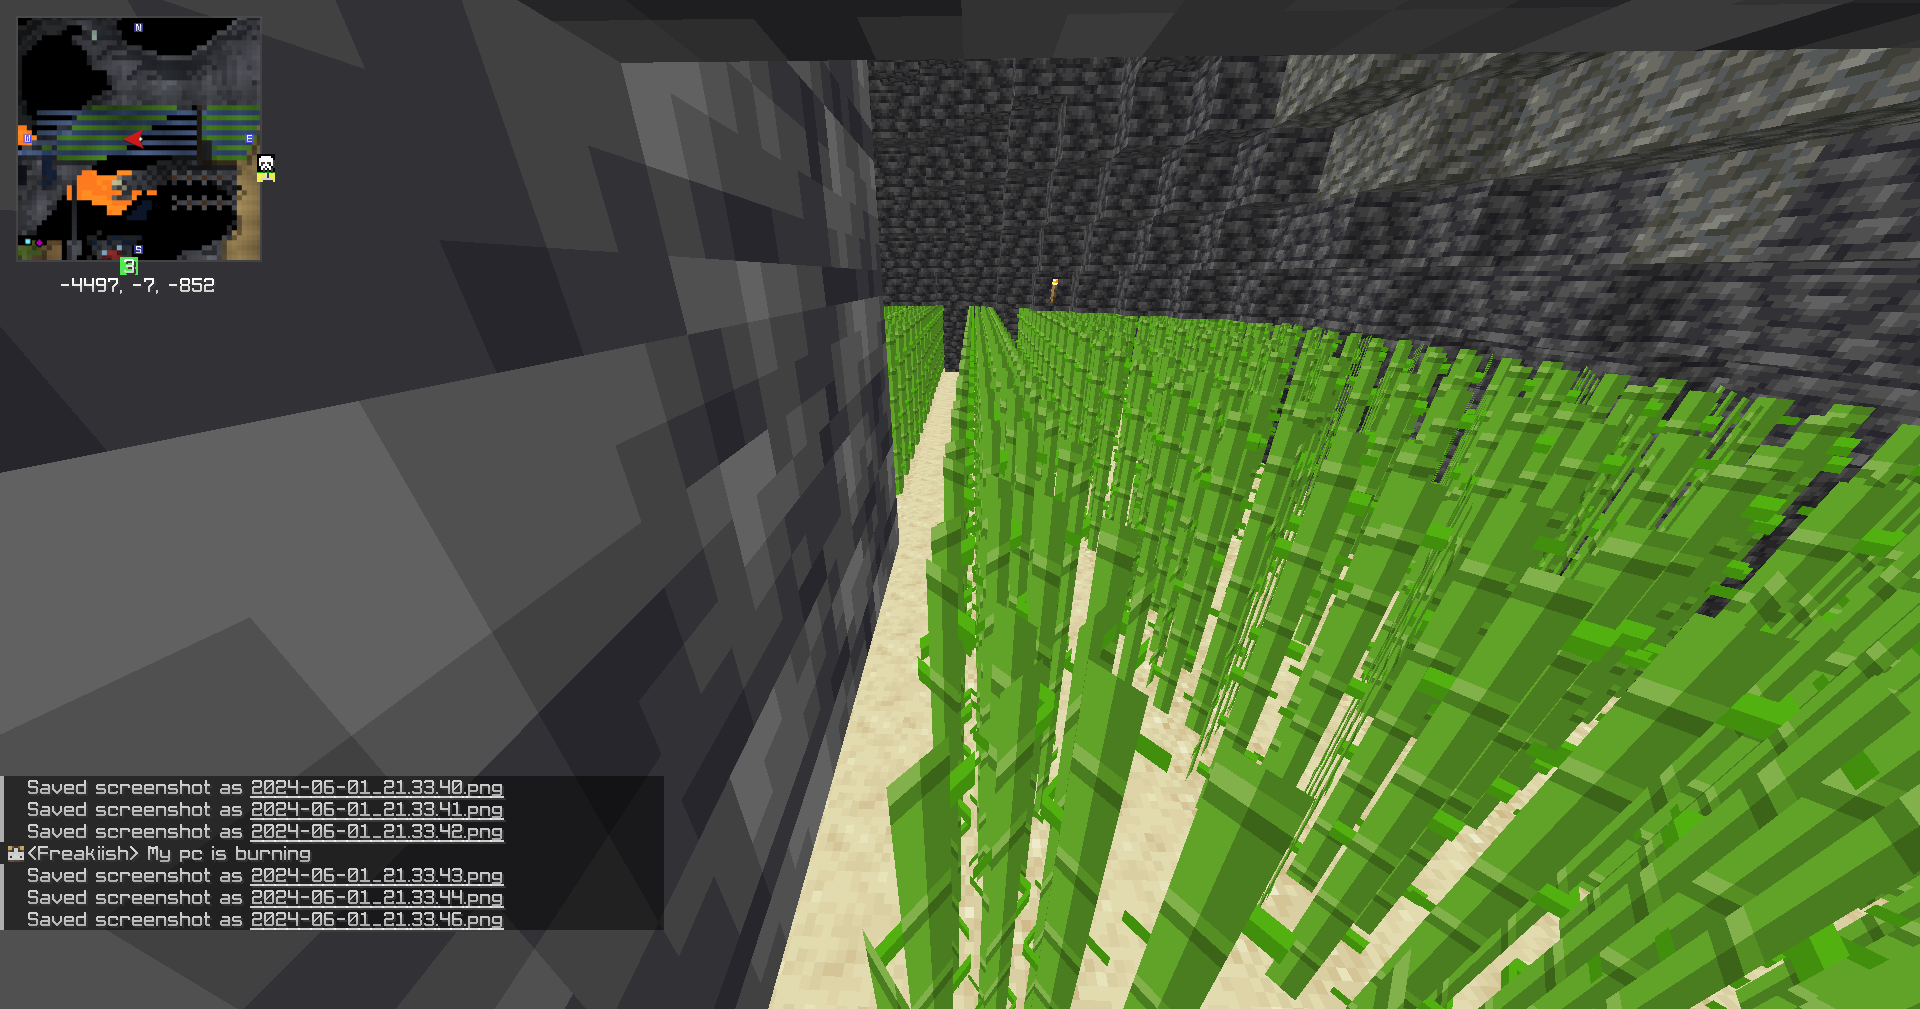 N
W
E
S
3
-4497, -7, -852
Saved screenshot as 2024-06-01_21.33.40.png
Saved screenshot as 2024-06-01_21.33.41.png
Saved screenshot as 2024-06-01_21.33.42.png
<Freakiish> My pc is burning
Saved screenshot as 2024-06-01_21.33.43.png
Saved screenshot as 2024-06-01_21.33.44.png
Saved screenshot as 2024-06-01_21.33.46.png